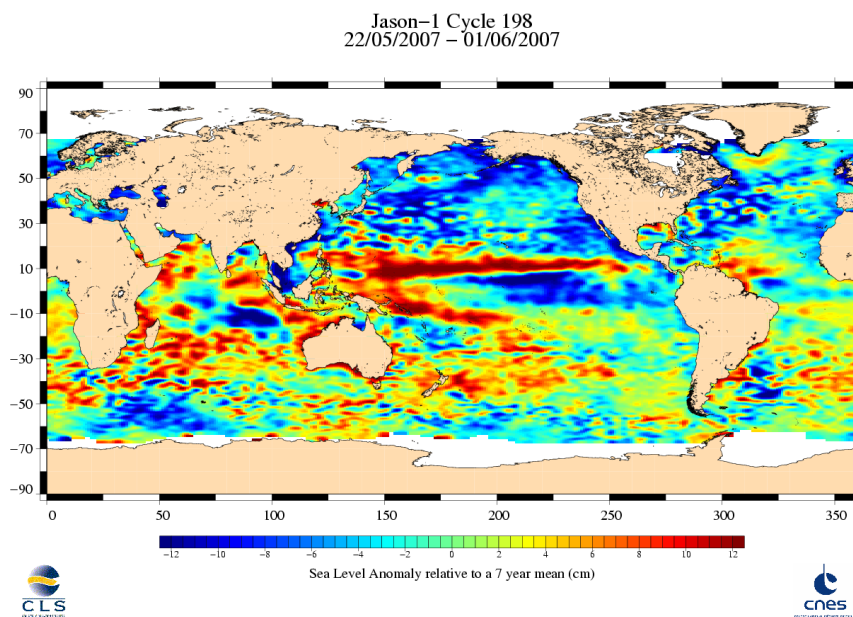 Jason-1 Cycle 198
22/05/2007 – 01/06/2007
90
70
50
30
10
−10
−30
−50
−70
−90
0 50 100 150 200 250 300 350
−12 −10 −8 −6 −4 −2 0 2 4 6 8 10 12
Sea Level Anomaly relative to a 7 year mean (cm)
CLS
cnes